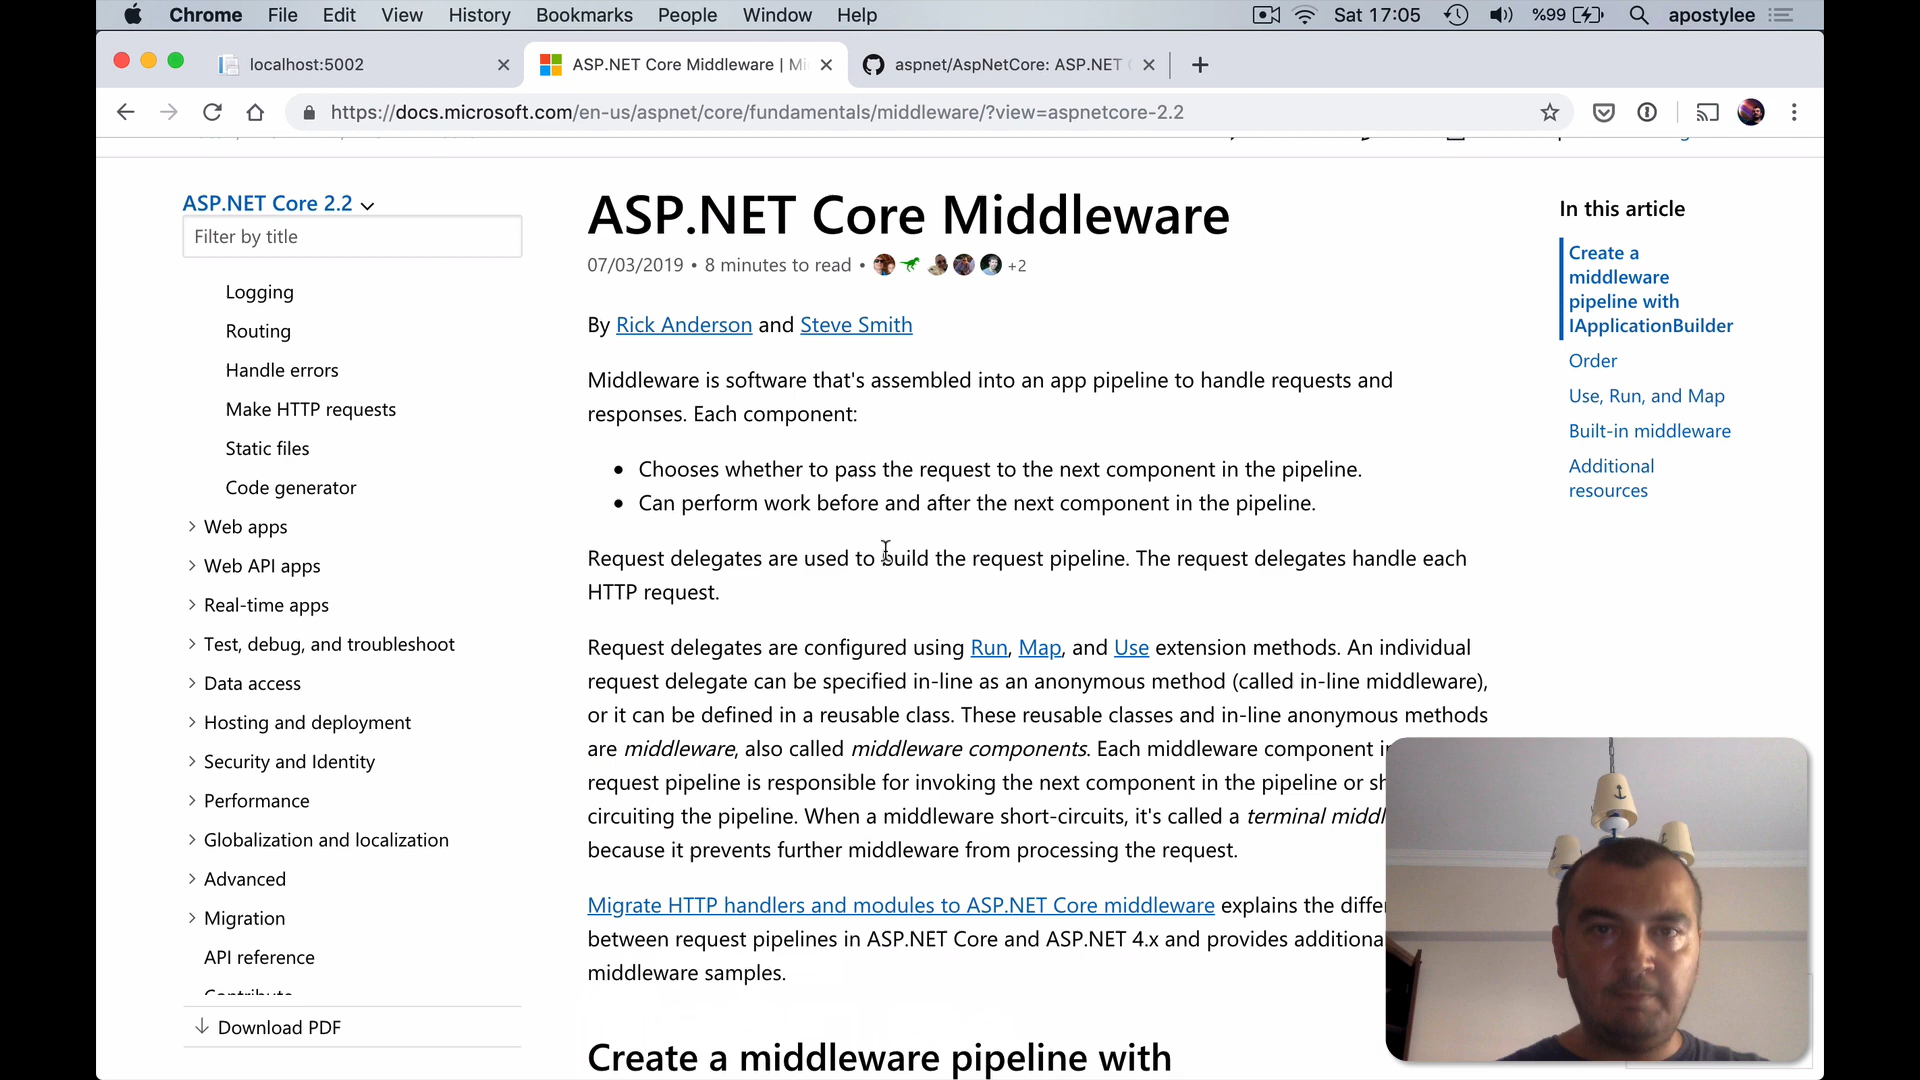 Chrome File Edit View History Bookmarks People Window Help Sat 17:05 %99 apostylee
localhost:5002 ASP.NET Core Middleware | Mi aspnet/AspNetCore: ASP.NET
https://docs.microsoft.com/en-us/aspnet/core/fundamentals/middleware/?view=aspnetcore-2.2
ASP.NET Core 2.2
Filter by title
Logging
Routing
Handle errors
Make HTTP requests
Static files
Code generator
Web apps
Web API apps
Real-time apps
Test, debug, and troubleshoot
Data access
Hosting and deployment
Security and Identity
Performance
Globalization and localization
Advanced
Migration
API reference
Contribute
Download PDF
ASP.NET Core Middleware
07/03/2019 • 8 minutes to read • +2
By Rick Anderson and Steve Smith
Middleware is software that's assembled into an app pipeline to handle requests and
responses. Each component:
• Chooses whether to pass the request to the next component in the pipeline.
• Can perform work before and after the next component in the pipeline.
Request delegates are used to build the request pipeline. The request delegates handle each
HTTP request.
Request delegates are configured using Run, Map, and Use extension methods. An individual
request delegate can be specified in-line as an anonymous method (called in-line middleware),
or it can be defined in a reusable class. These reusable classes and in-line anonymous methods
are middleware, also called middleware components. Each middleware component i
request pipeline is responsible for invoking the next component in the pipeline or sh
circuiting the pipeline. When a middleware short-circuits, it's called a terminal middl
because it prevents further middleware from processing the request.
Migrate HTTP handlers and modules to ASP.NET Core middleware explains the differ
between request pipelines in ASP.NET Core and ASP.NET 4.x and provides additiona
middleware samples.
Create a middleware pipeline with
In this article
Create a
middleware
pipeline with
IApplicationBuilder
Order
Use, Run, and Map
Built-in middleware
Additional
resources